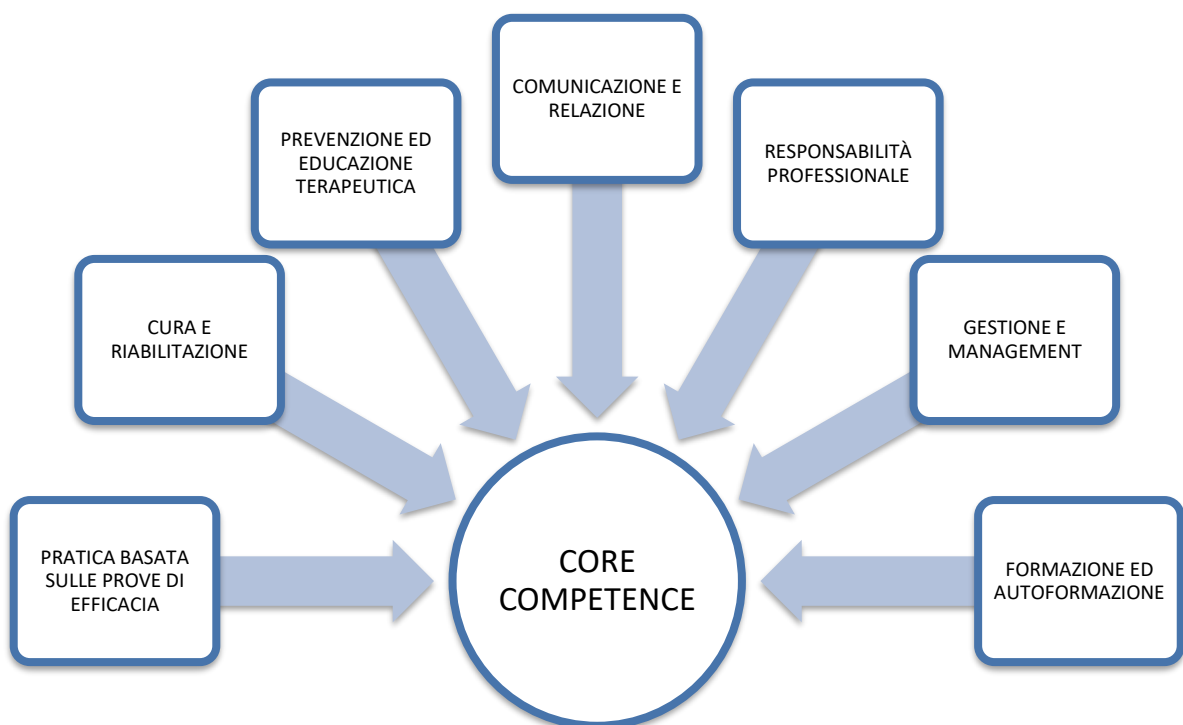 COMUNICAZIONE E
RELAZIONE
PREVENZIONE ED
EDUCAZIONE
TERAPEUTICA
RESPONSABILITÀ
PROFESSIONALE
CURA E
RIABILITAZIONE
GESTIONE E
MANAGEMENT
PRATICA BASATA
SULLE PROVE DI
EFFICACIA
CORE
COMPETENCE
FORMAZIONE ED
AUTOFORMAZIONE